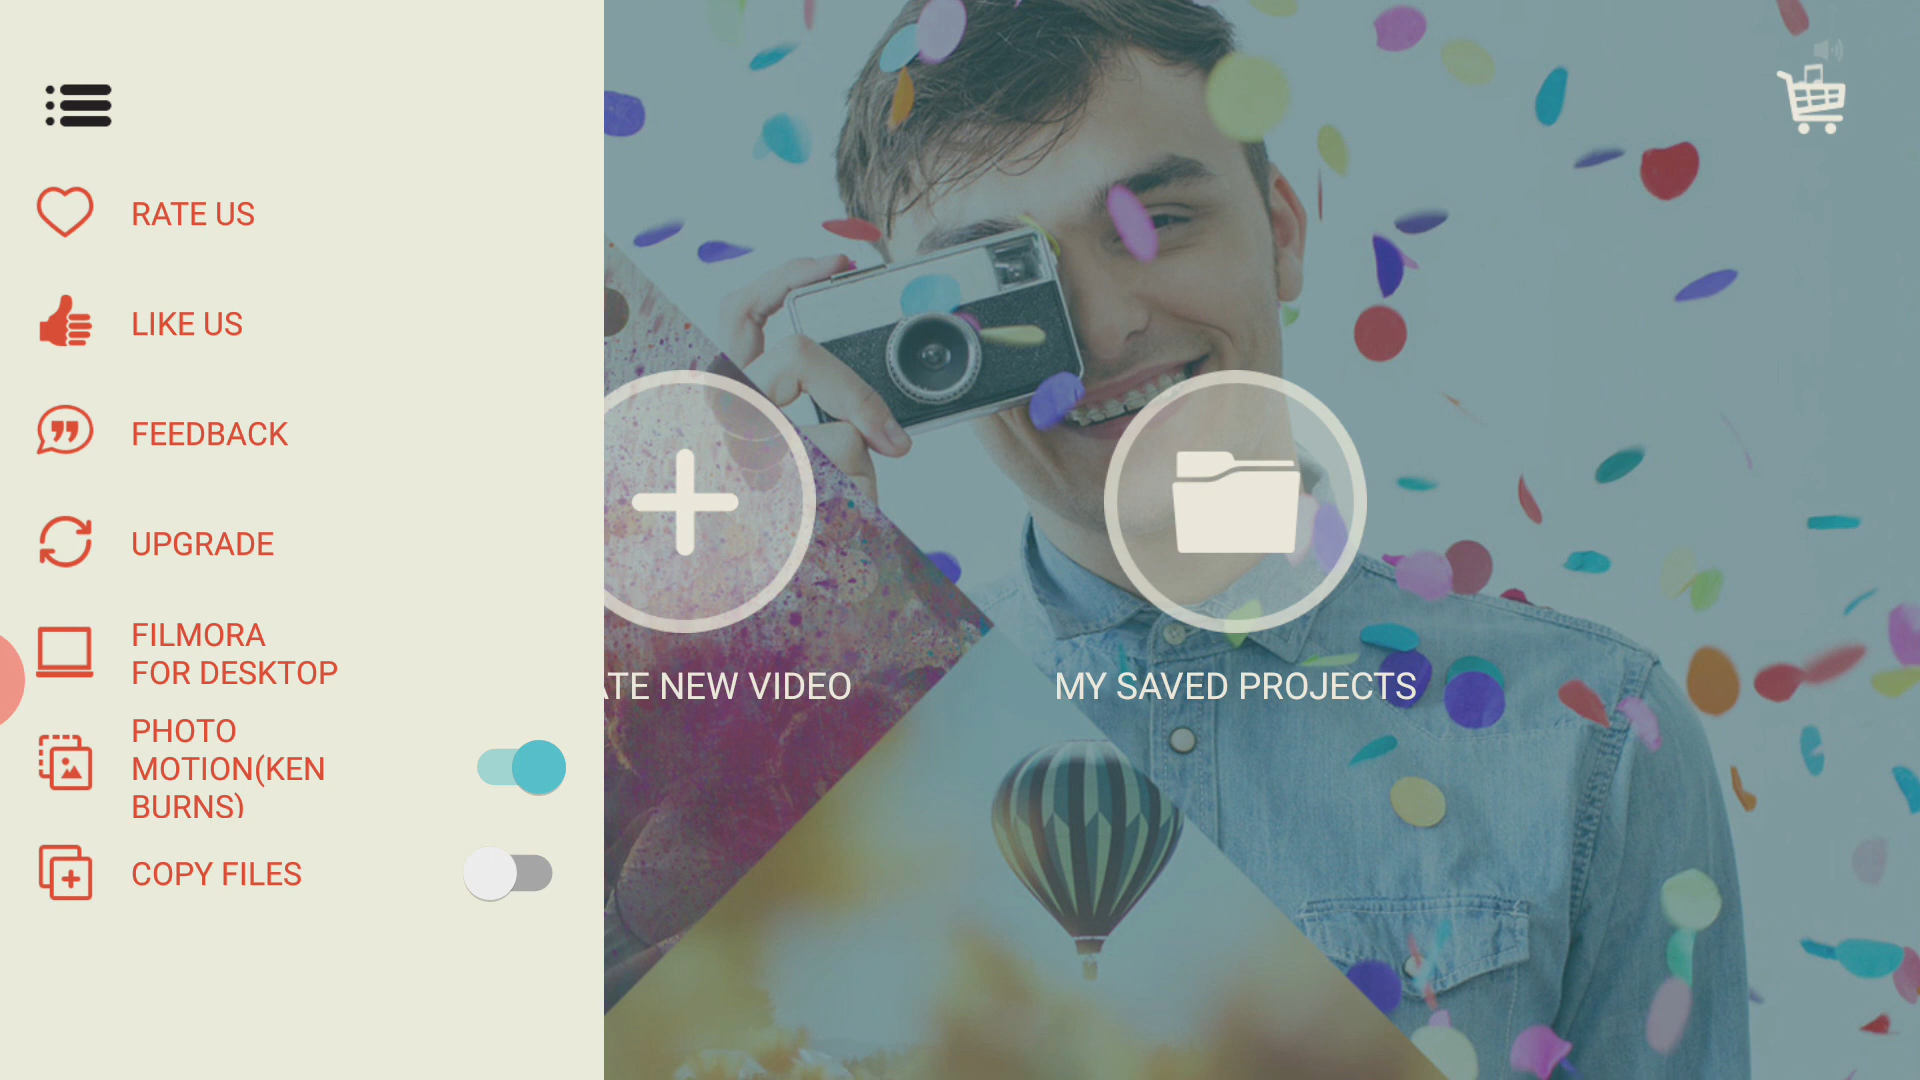 RATE US
LIKE US
FEEDBACK
UPGRADE
FILMORA
FOR DESKTOP
PHOTO
MOTION(KEN
BURNS)
COPY FILES
ATE NEW VIDEO
MY SAVED PROJECTS